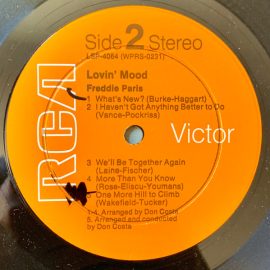 Side 2 Stereo
LSP-4064 (WPRS-0231)
Lovin' Mood
Freddie Paris
1 What's New? (Burke-Haggart)
2 I Haven't Got Anything Better to Do
(Vance-Pockriss)
RCA
Victor
3 We'll Be Together Again
(Laine-Fischer)
4 More Than You Know
(Rose-Eliscu-Youmans)
5 One More Hill to Climb
(Wakefield-Tucker)
1-4. Arranged by Don Costa
5. Arranged and conducted
by Don Costa